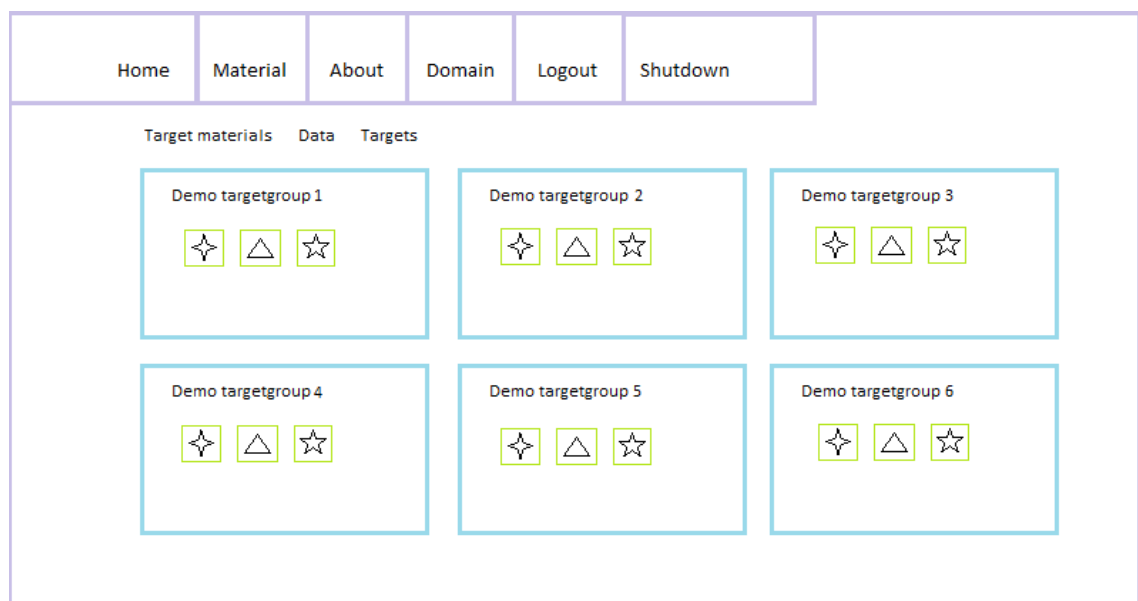 Home Material About Domain Logout Shutdown
Target materials Data Targets
Demo targetgroup 1 Demo targetgroup 2 Demo targetgroup 3
Demo targetgroup 4 Demo targetgroup 5 Demo targetgroup 6